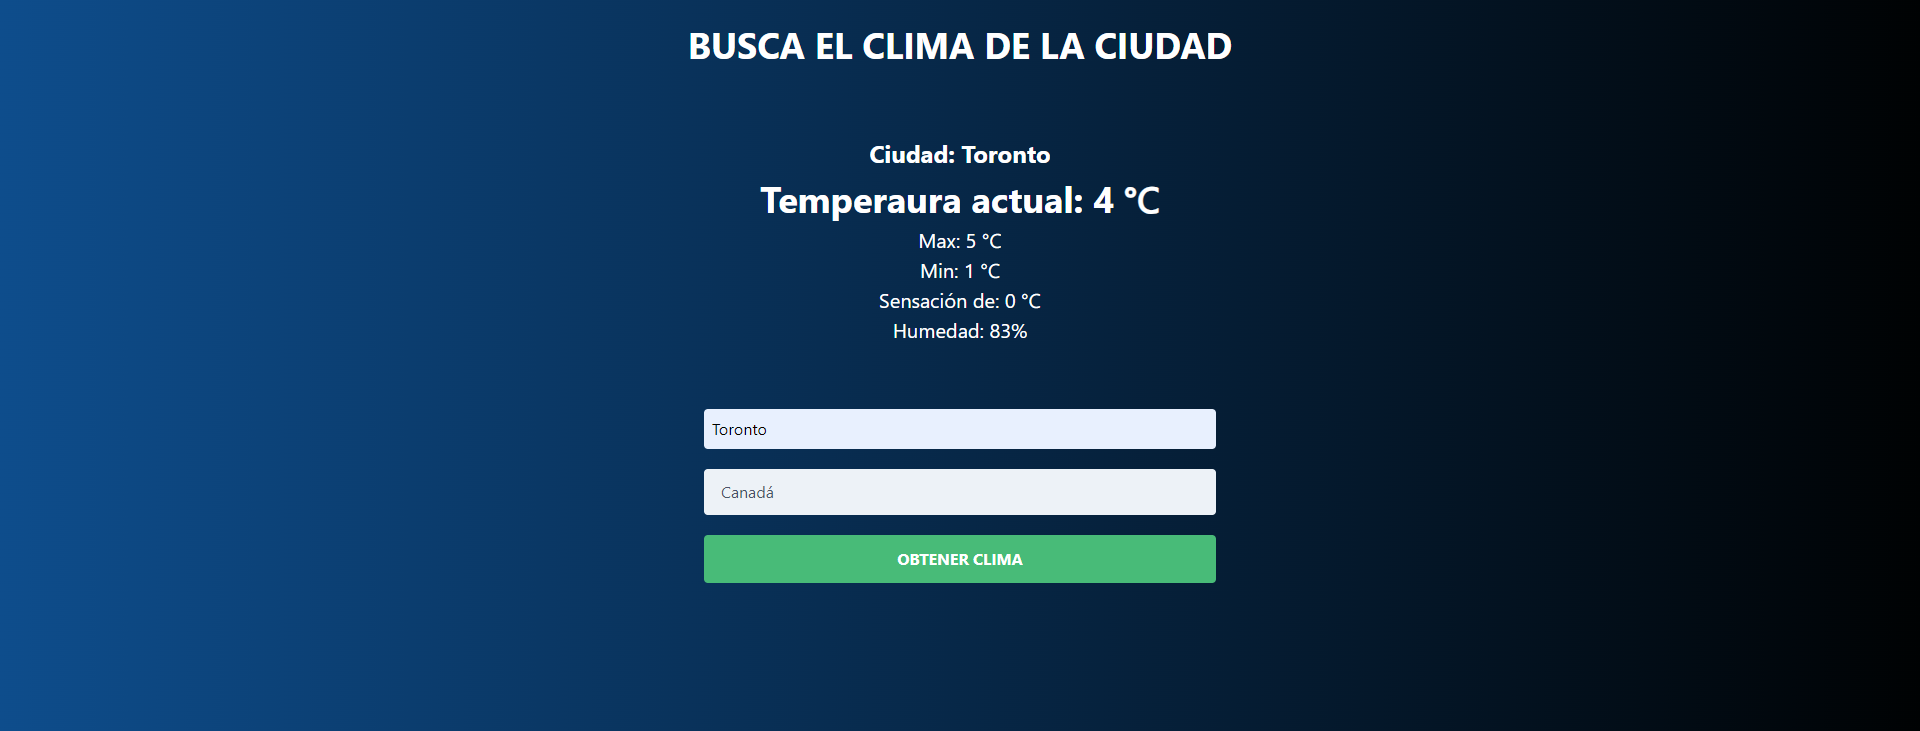 BUSCA EL CLIMA DE LA CIUDAD
Ciudad: Toronto
Temperaura actual: 4 °C
Max: 5 °C
Min: 1 °C
Sensación de: 0 °C
Humedad: 83%
Toronto
Canadá
OBTENER CLIMA